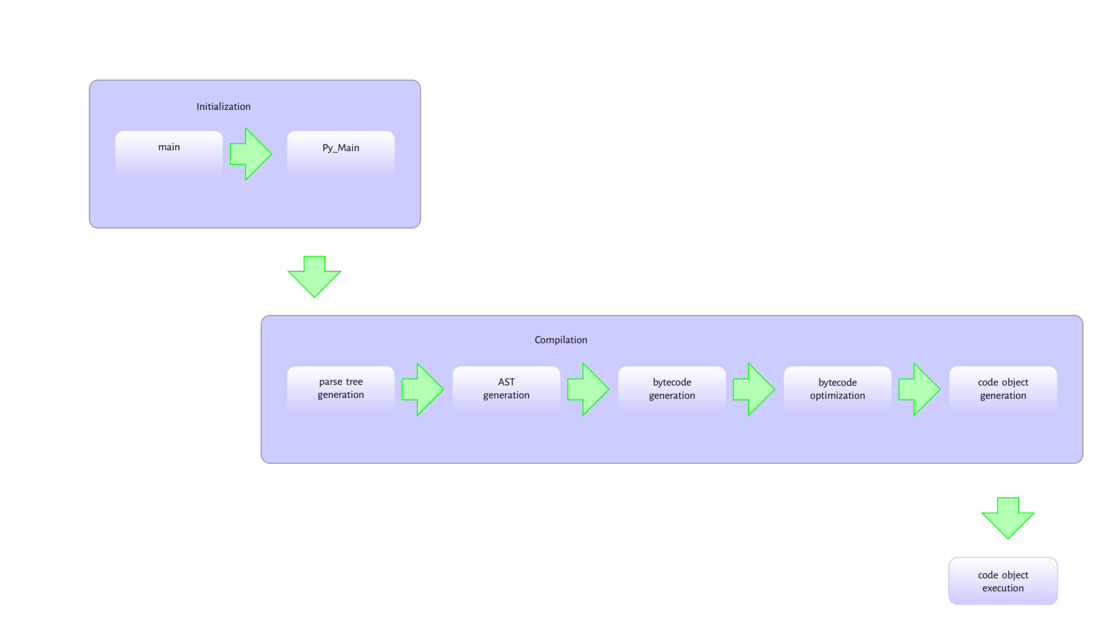 Initialization
main
Py_Main
Compilation
parse tree
generation
AST
generation
bytecode
generation
bytecode
optimization
code object
generation
code object
execution